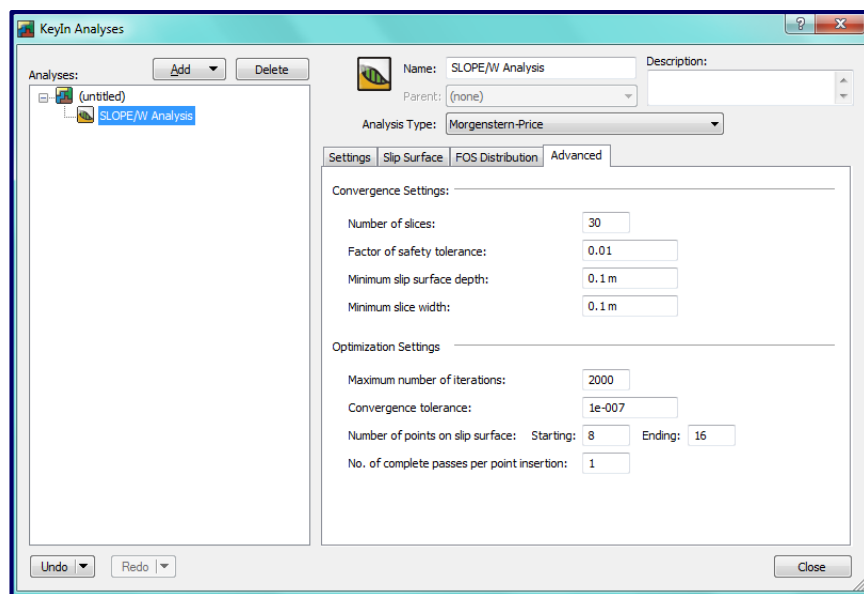 KeyIn Analyses
Analyses:
Add
Delete
(untitled)
SLOPE/W Analysis
Name: SLOPE/W Analysis
Description:
Parent: (none)
Analysis Type: Morgenstern-Price
Settings Slip Surface FOS Distribution Advanced
Convergence Settings:
Number of slices: 30
Factor of safety tolerance: 0.01
Minimum slip surface depth: 0.1 m
Minimum slice width: 0.1 m
Optimization Settings
Maximum number of iterations: 2000
Convergence tolerance: 1e-007
Number of points on slip surface: Starting: 8 Ending: 16
No. of complete passes per point insertion: 1
Undo Redo Close